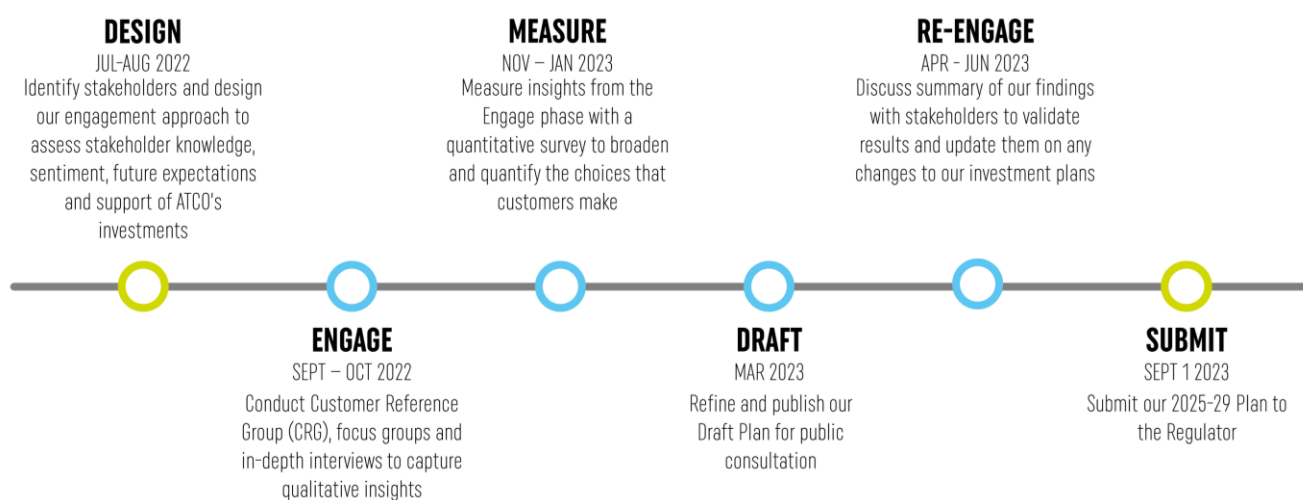 DESIGN
JUL-AUG 2022
Identify stakeholders and design
our engagement approach to
assess stakeholder knowledge,
sentiment, future expectations
and support of ATCO's
investments
ENGAGE
SEPT – OCT 2022
Conduct Customer Reference
Group (CRG), focus groups and
in-depth interviews to capture
qualitative insights
MEASURE
NOV – JAN 2023
Measure insights from the
Engage phase with a
quantitative survey to broaden
and quantify the choices that
customers make
DRAFT
MAR 2023
Refine and publish our
Draft Plan for public
consultation
RE-ENGAGE
APR - JUN 2023
Discuss summary of our findings
with stakeholders to validate
results and update them on any
changes to our investment plans
SUBMIT
SEPT 1 2023
Submit our 2025-29 Plan to
the Regulator